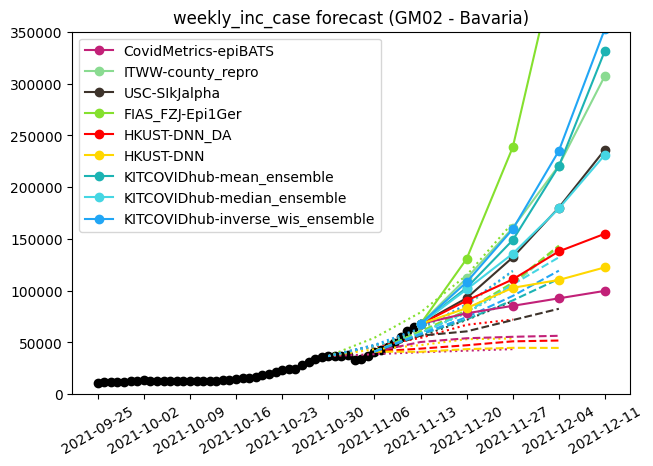 weekly_inc_case forecast (GM02 - Bavaria)
350000
300000
250000
200000
150000
100000
50000
0
CovidMetrics-epiBATS
ITWW-county_repro
USC-SIkJalpha
FIAS_FZJ-Epi1Ger
HKUST-DNN_DA
HKUST-DNN
KITCOVIDhub-mean_ensemble
KITCOVIDhub-median_ensemble
KITCOVIDhub-inverse_wis_ensemble
2021-09-25
2021-10-02
2021-10-09
2021-10-16
2021-10-23
2021-10-30
2021-11-06
2021-11-13
2021-11-20
2021-11-27
2021-12-04
2021-12-11